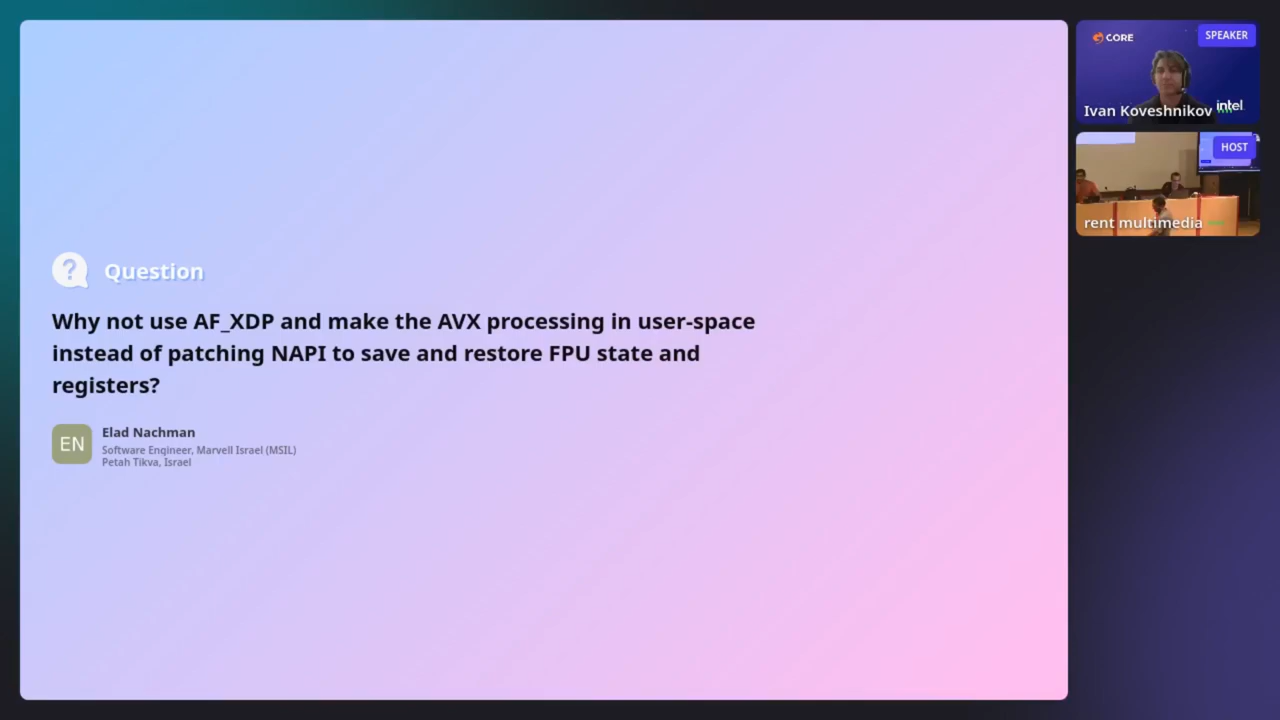 Question
Why not use AF_XDP and make the AVX processing in user-space
instead of patching NAPI to save and restore FPU state and
registers?
EN
Elad Nachman
Software Engineer, Marvell Israel (MSIL)
Petah Tikva, Israel
CORE
SPEAKER
intel
Ivan Koveshnikov
HOST
rent multimedia